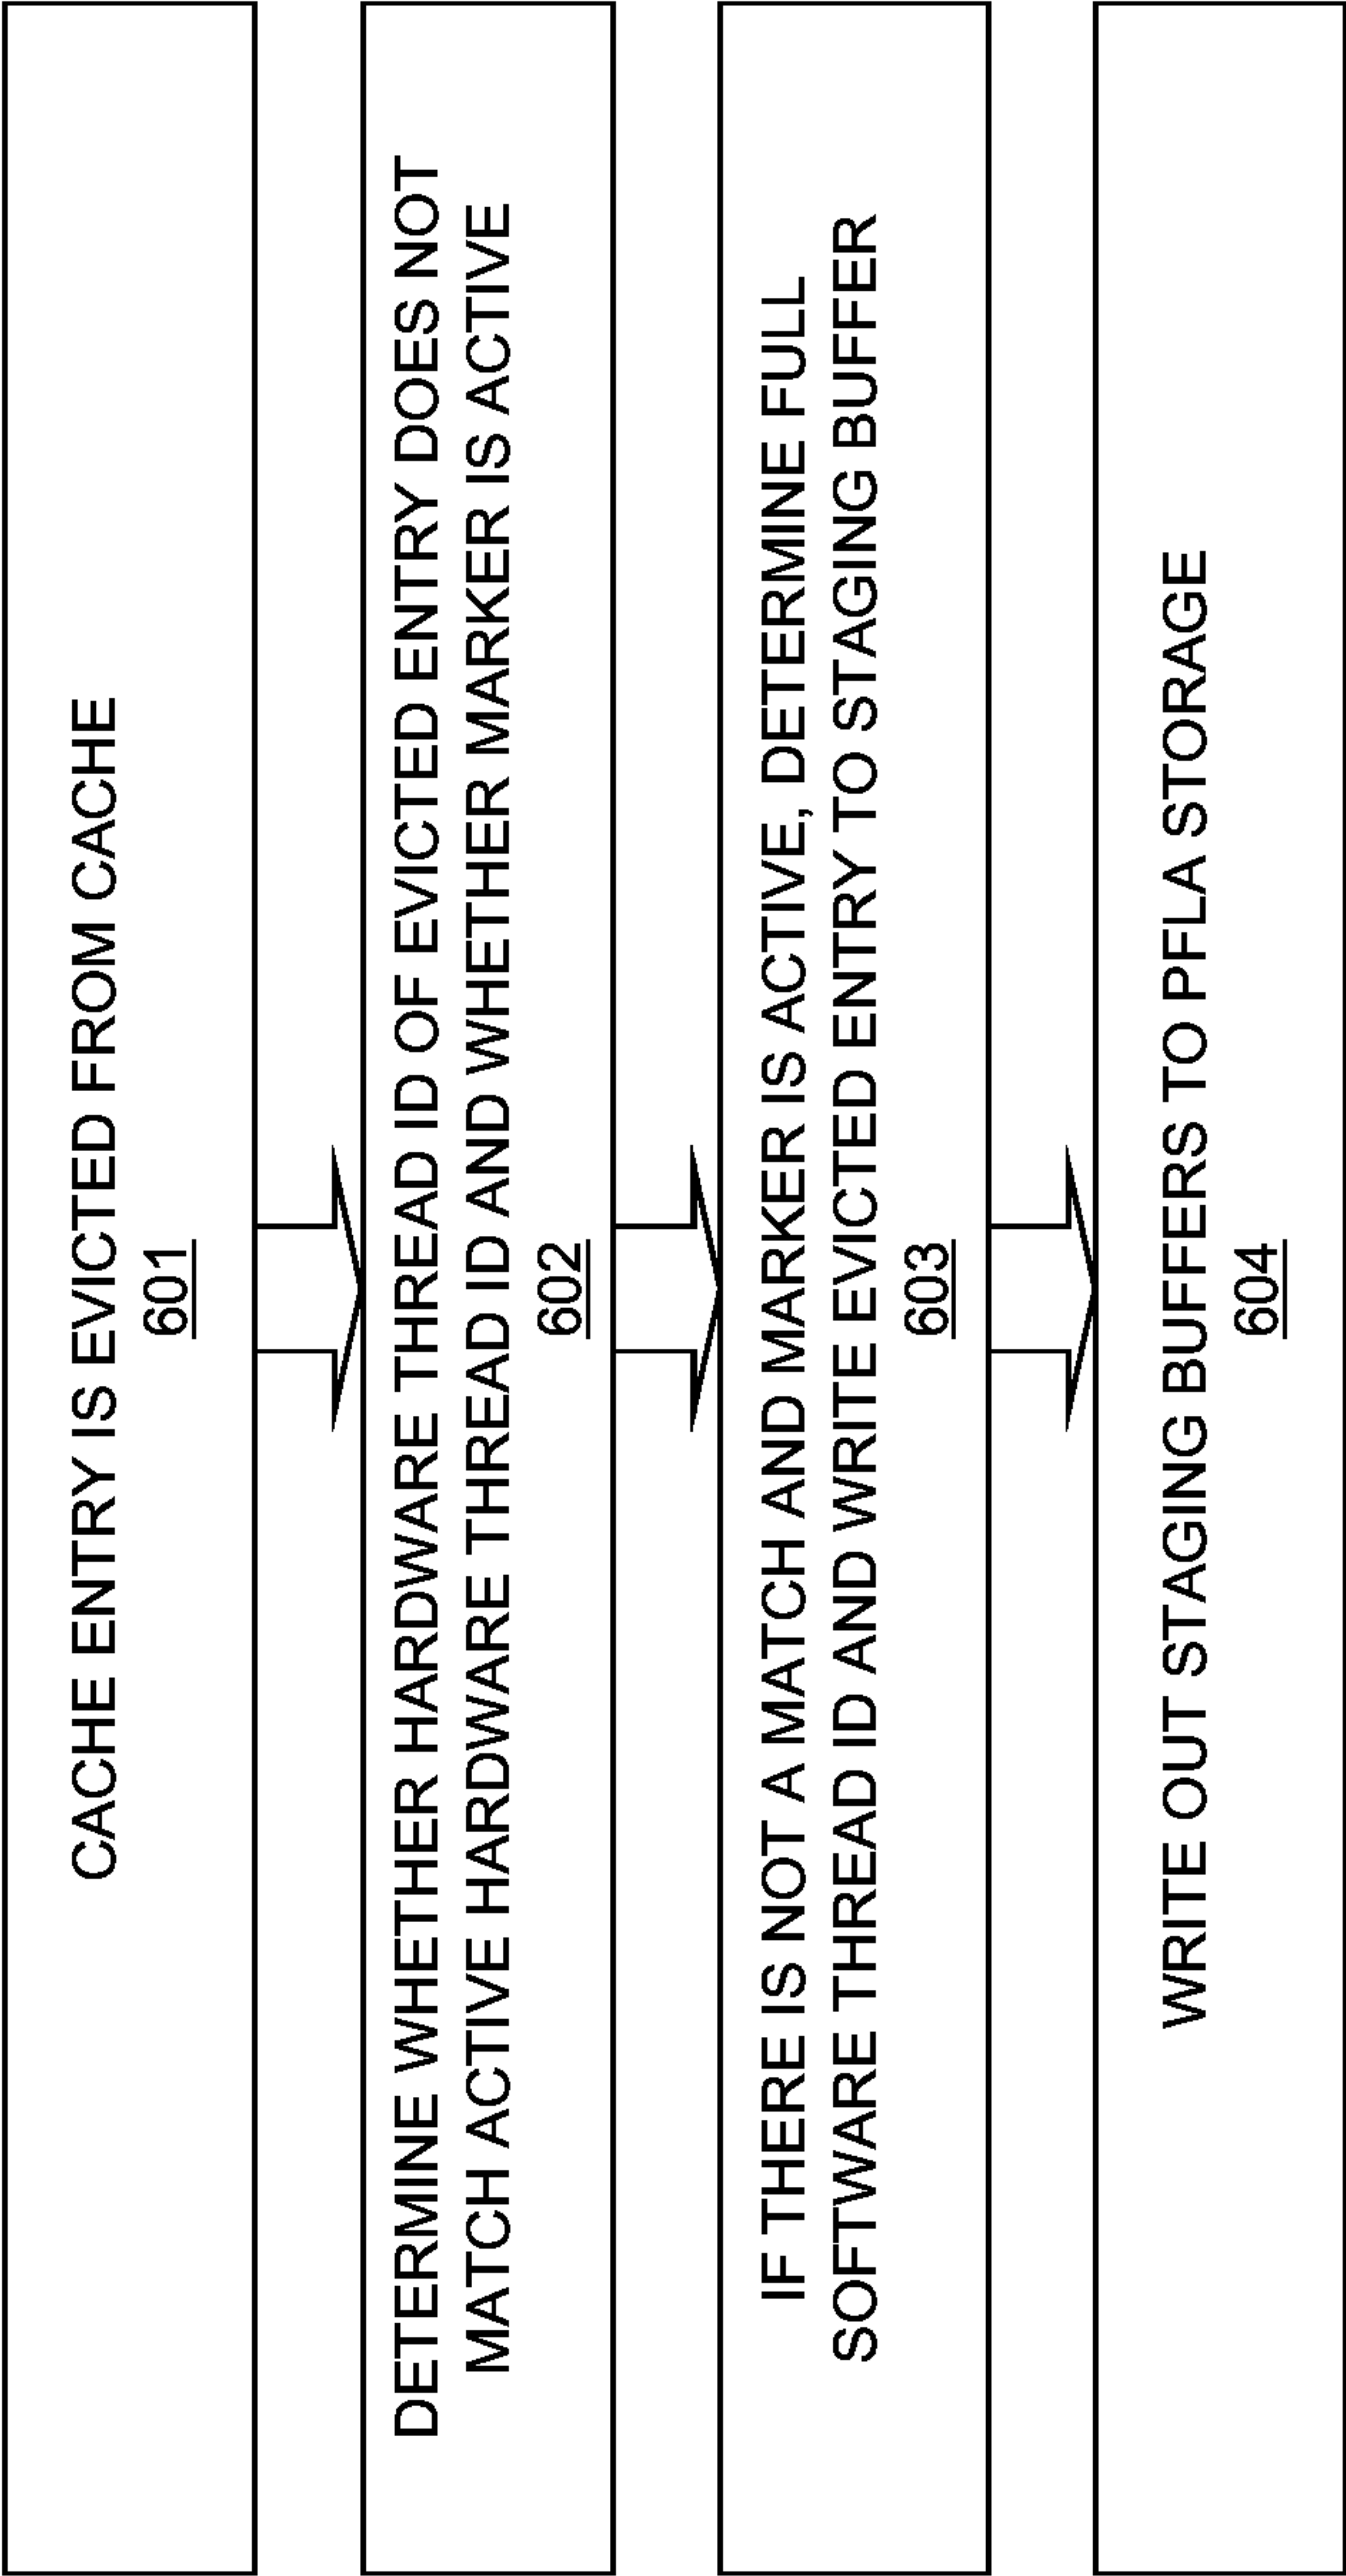 CACHE ENTRY IS EVICTED FROM CACHE
601
DETERMINE WHETHER HARDWARE THREAD ID OF EVICTED ENTRY DOES NOT
MATCH ACTIVE HARDWARE THREAD ID AND WHETHER MARKER IS ACTIVE
602
IF THERE IS NOT A MATCH AND MARKER IS ACTIVE, DETERMINE FULL
SOFTWARE THREAD ID AND WRITE EVICTED ENTRY TO STAGING BUFFER
603
WRITE OUT STAGING BUFFERS TO PFLA STORAGE
604